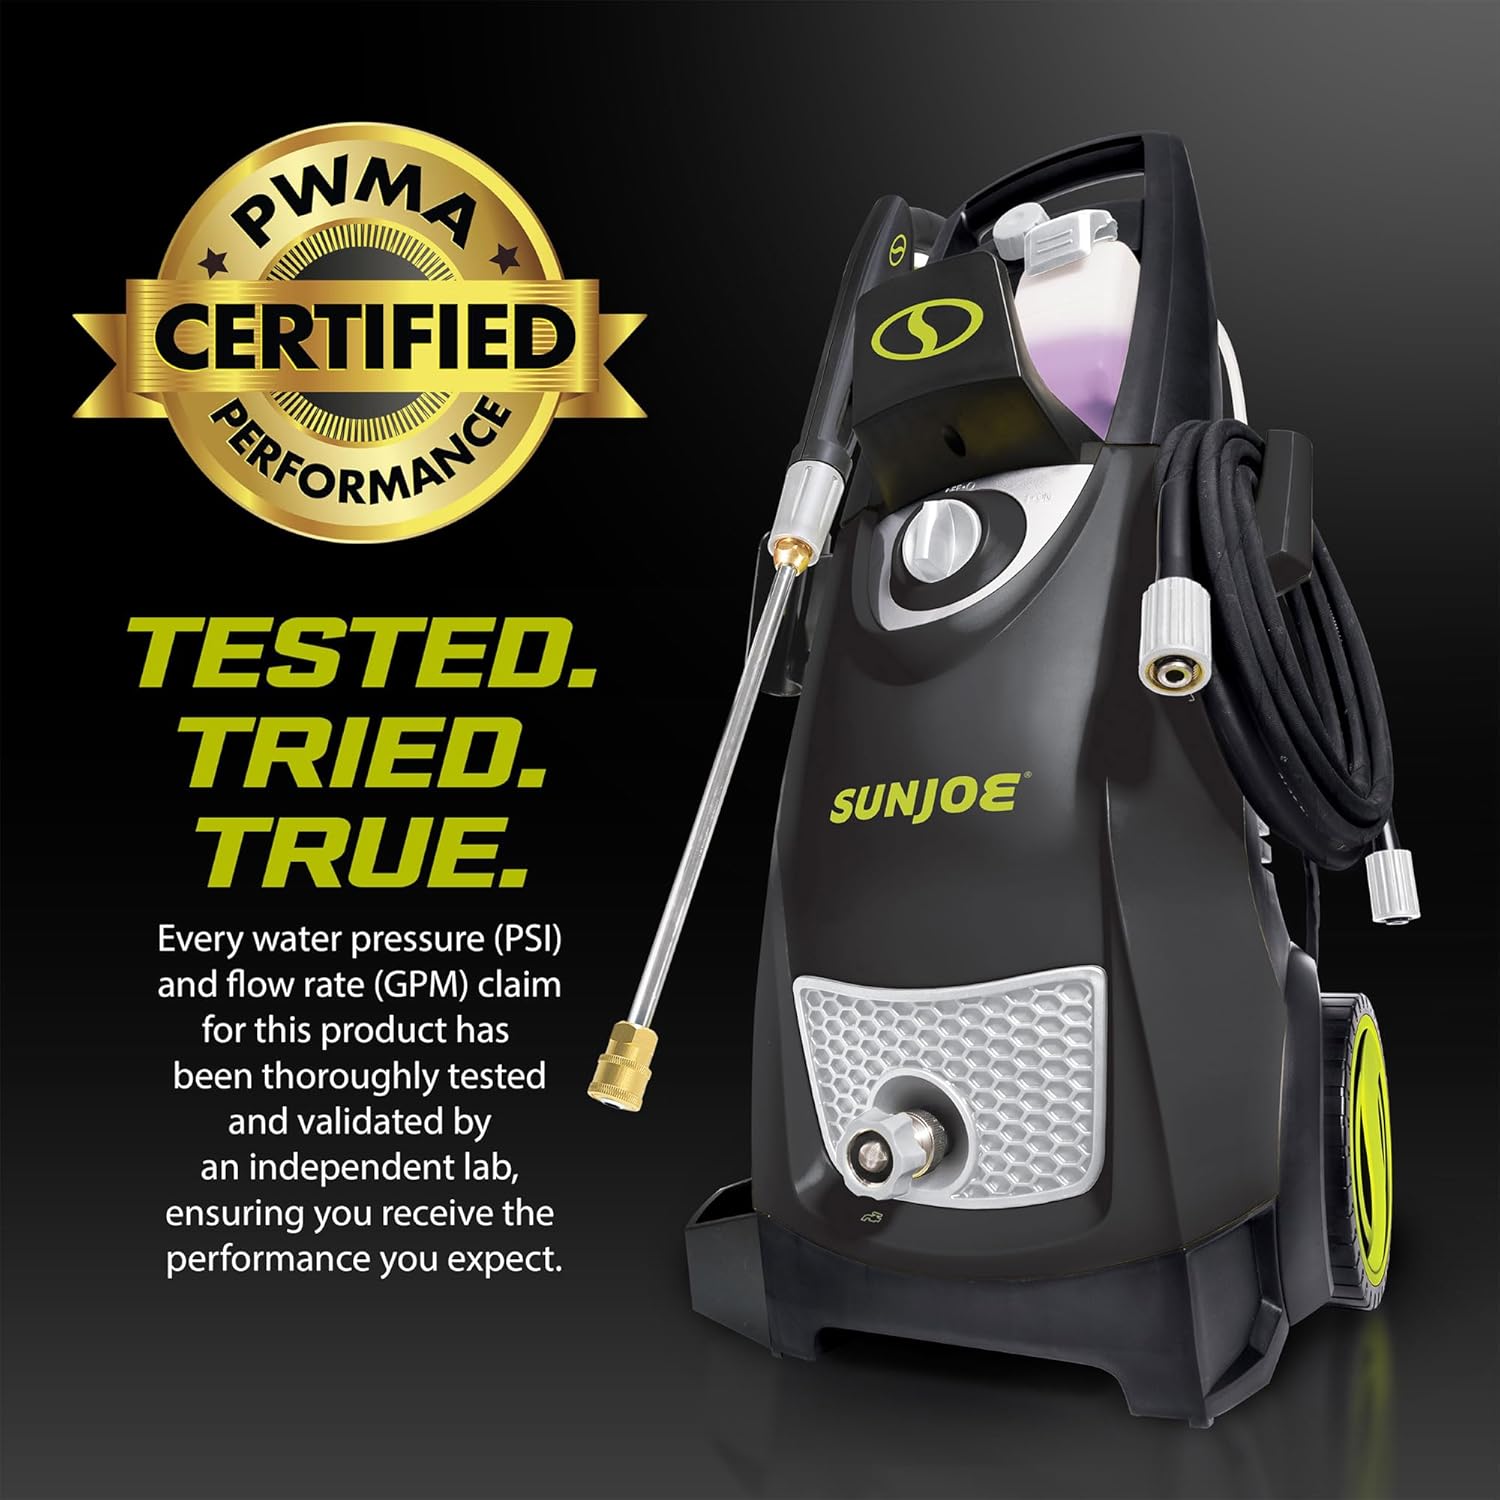 PWMA
CERTIFIED
PERFORMANCE
TESTED.
TRIED.
TRUE.
Every water pressure (PSI)
and flow rate (GPM) claim
for this product has
been thoroughly tested
and validated by
an independent lab,
ensuring you receive the
performance you expect.
SUNJOE®